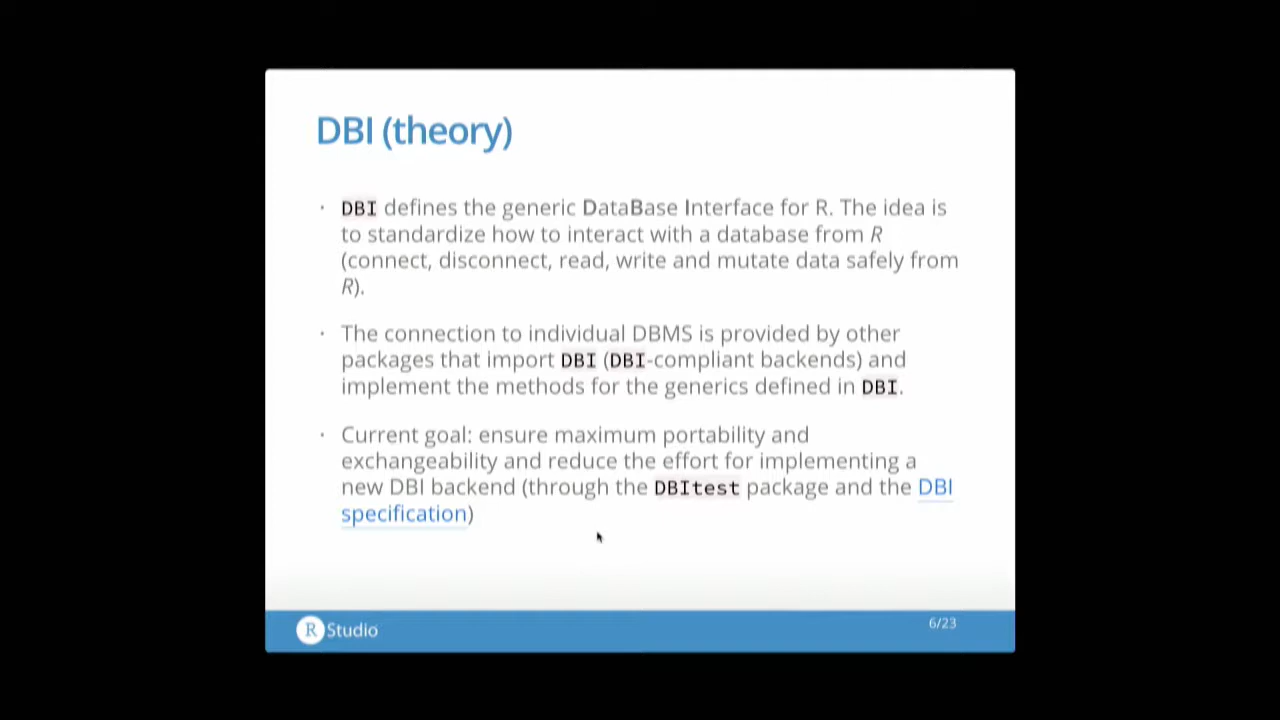 DBI (theory)
· DBI defines the generic DataBase Interface for R. The idea is
to standardize how to interact with a database from R
(connect, disconnect, read, write and mutate data safely from
R).
· The connection to individual DBMS is provided by other
packages that import DBI (DBI-compliant backends) and
implement the methods for the generics defined in DBI.
· Current goal: ensure maximum portability and
exchangeability and reduce the effort for implementing a
new DBI backend (through the DBItest package and the DBI
specification)
R Studio
6/23